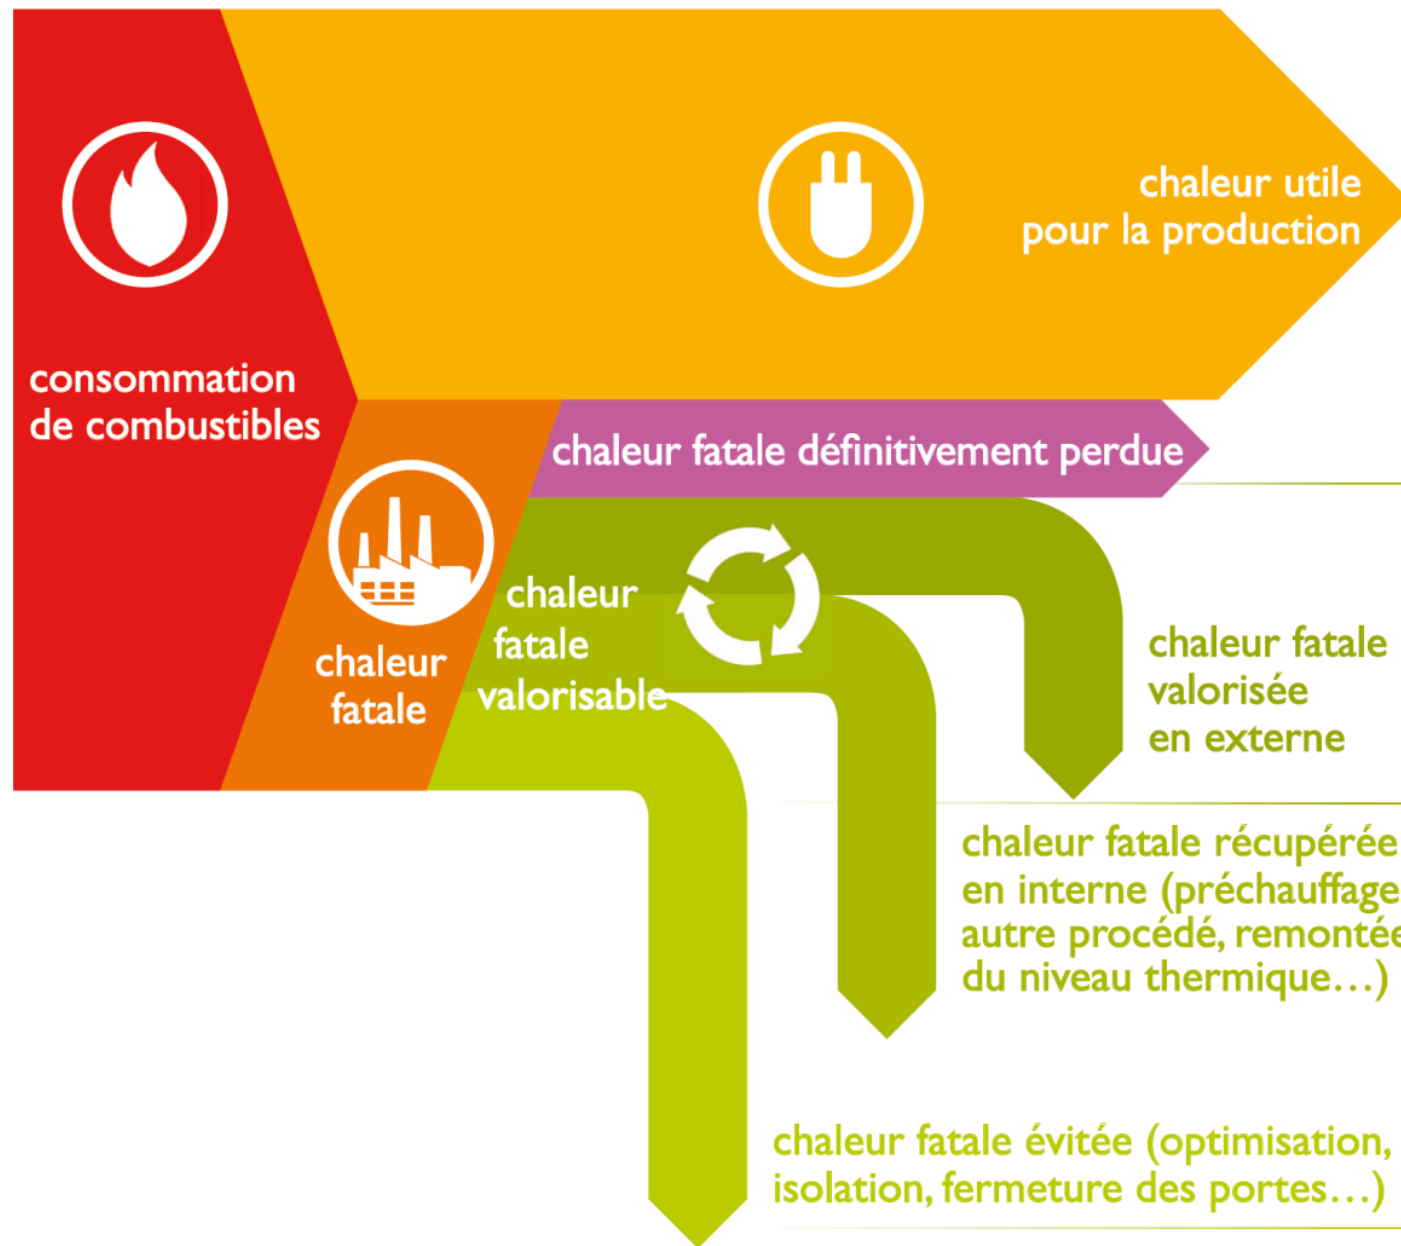 chaleur utile
pour la production
consommation
de combustibles
chaleur fatale définitivement perdue
chaleur
fatale
chaleur
fatale
valorisable
chaleur fatale
valorisée
en externe
chaleur fatale récupérée
en interne (préchauffage
autre procédé, remontée
du niveau thermique…)
chaleur fatale évitée (optimisation,
isolation, fermeture des portes…)